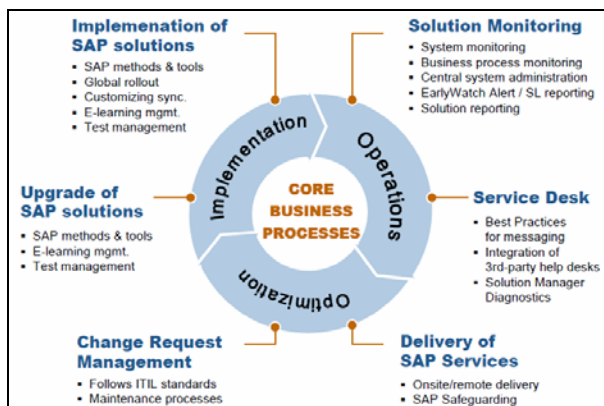 Implemenation of
SAP solutions
▪ SAP methods & tools
▪ Global rollout
▪ Customizing sync.
▪ E-learning mgmt.
▪ Test management
Solution Monitoring
▪ System monitoring
▪ Business process monitoring
▪ Central system administration
▪ EarlyWatch Alert / SL reporting
▪ Solution reporting
Implementation
Operations
Optimization
CORE
BUSINESS
PROCESSES
Upgrade of
SAP solutions
▪ SAP methods & tools
▪ E-learning mgmt.
▪ Test management
Service Desk
▪ Best Practices
for messaging
▪ Integration of
3rd-party help desks
▪ Solution Manager
Diagnostics
Change Request
Management
▪ Follows ITIL standards
▪ Maintenance processes
Delivery of
SAP Services
▪ Onsite/remote delivery
▪ SAP Safeguarding